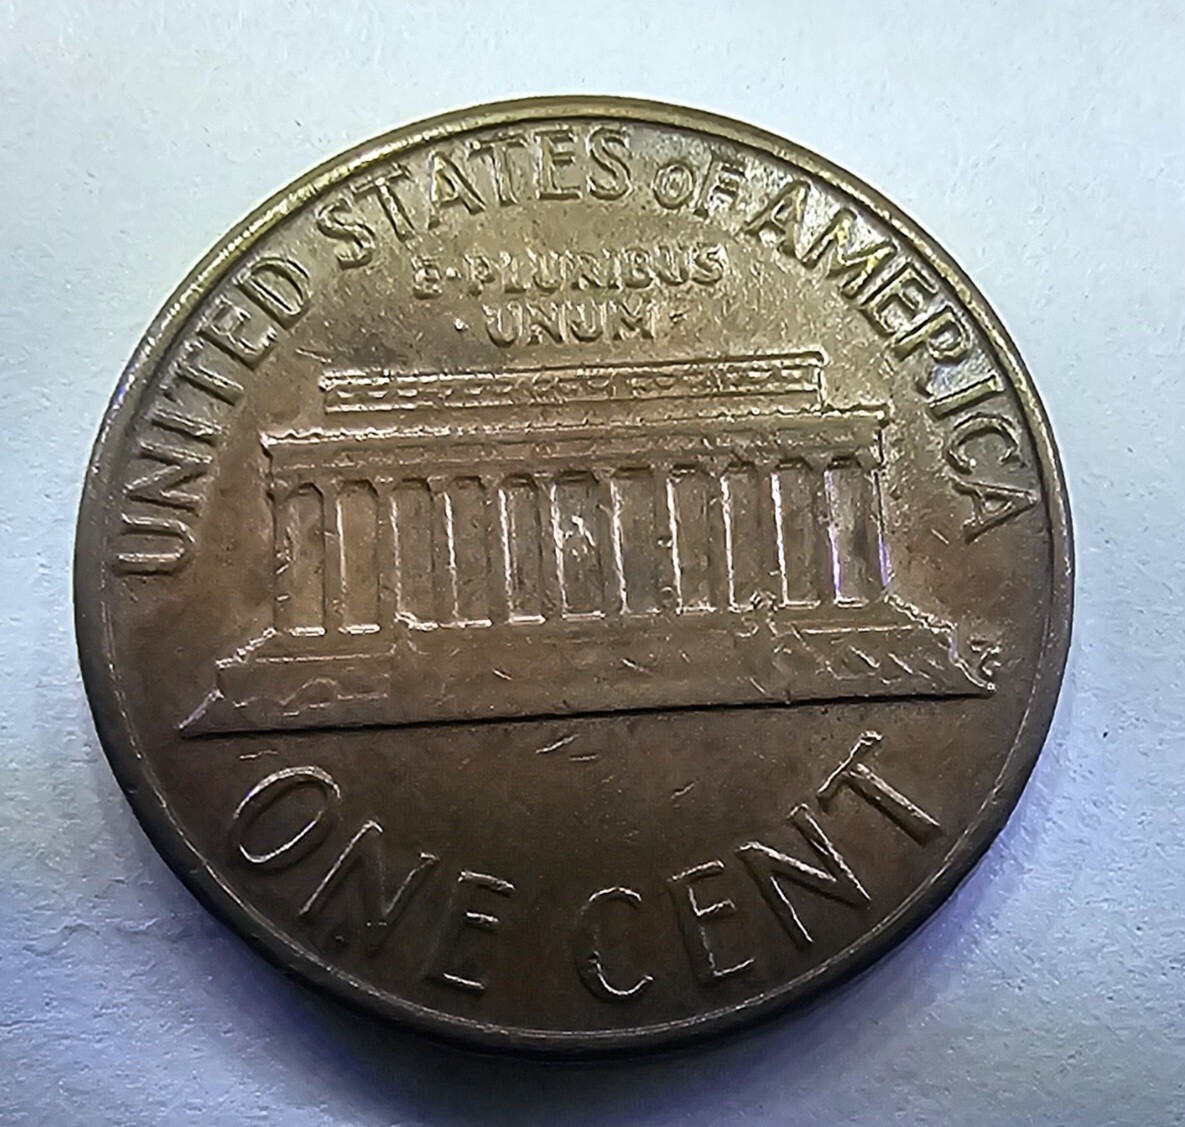 UNITED STATES OF AMERICA
E·PLURIBUS
·UNUM·
ONE CENT